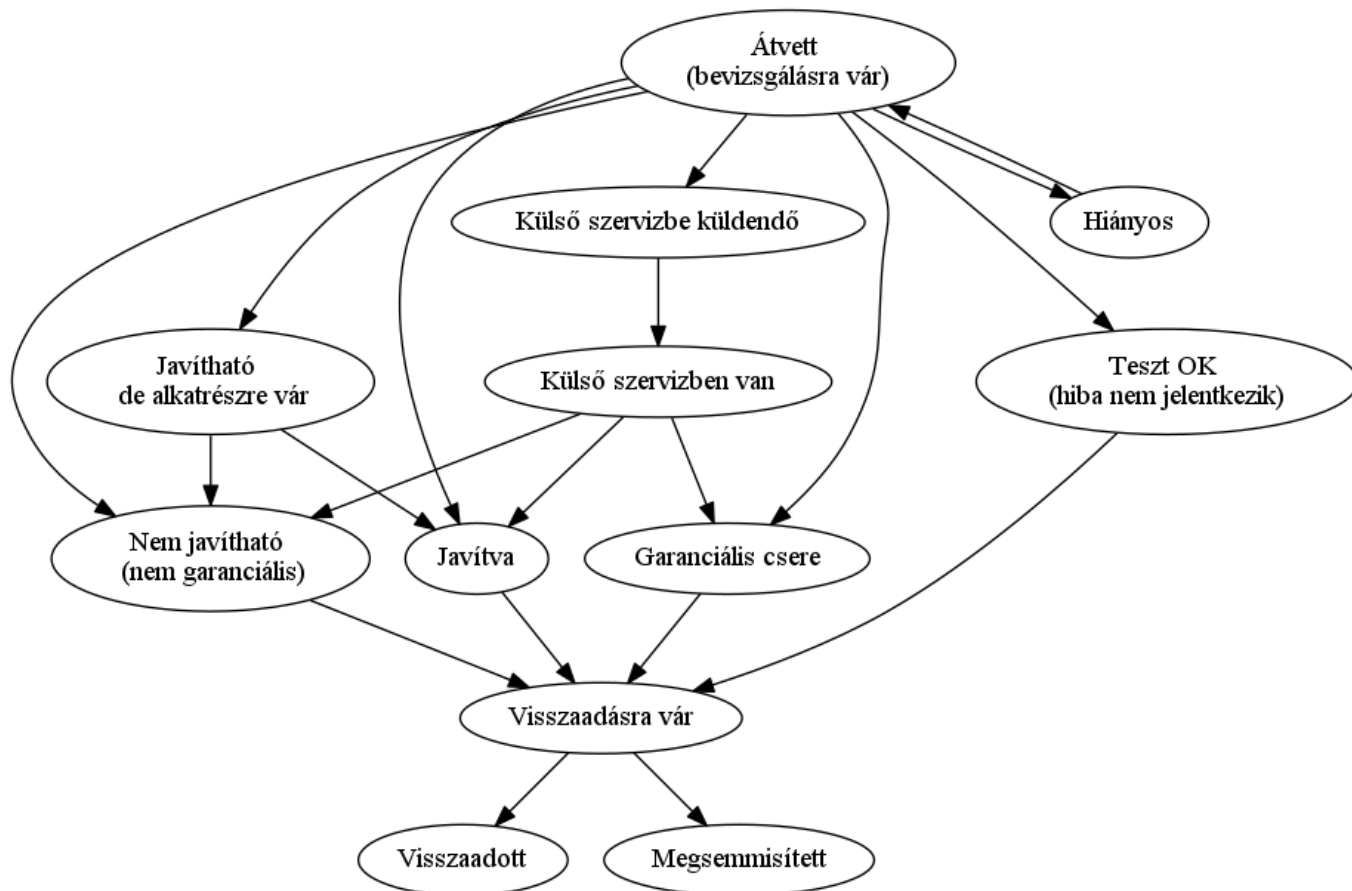 Átvett
(bevizsgálásra vár)
Külső szervizbe küldendő
Hiányos
Javítható
de alkatrészre vár
Külső szervizben van
Teszt OK
(hiba nem jelentkezik)
Nem javítható
(nem garanciális)
Javítva
Garanciális csere
Visszaadásra vár
Visszaadott
Megsemmisített